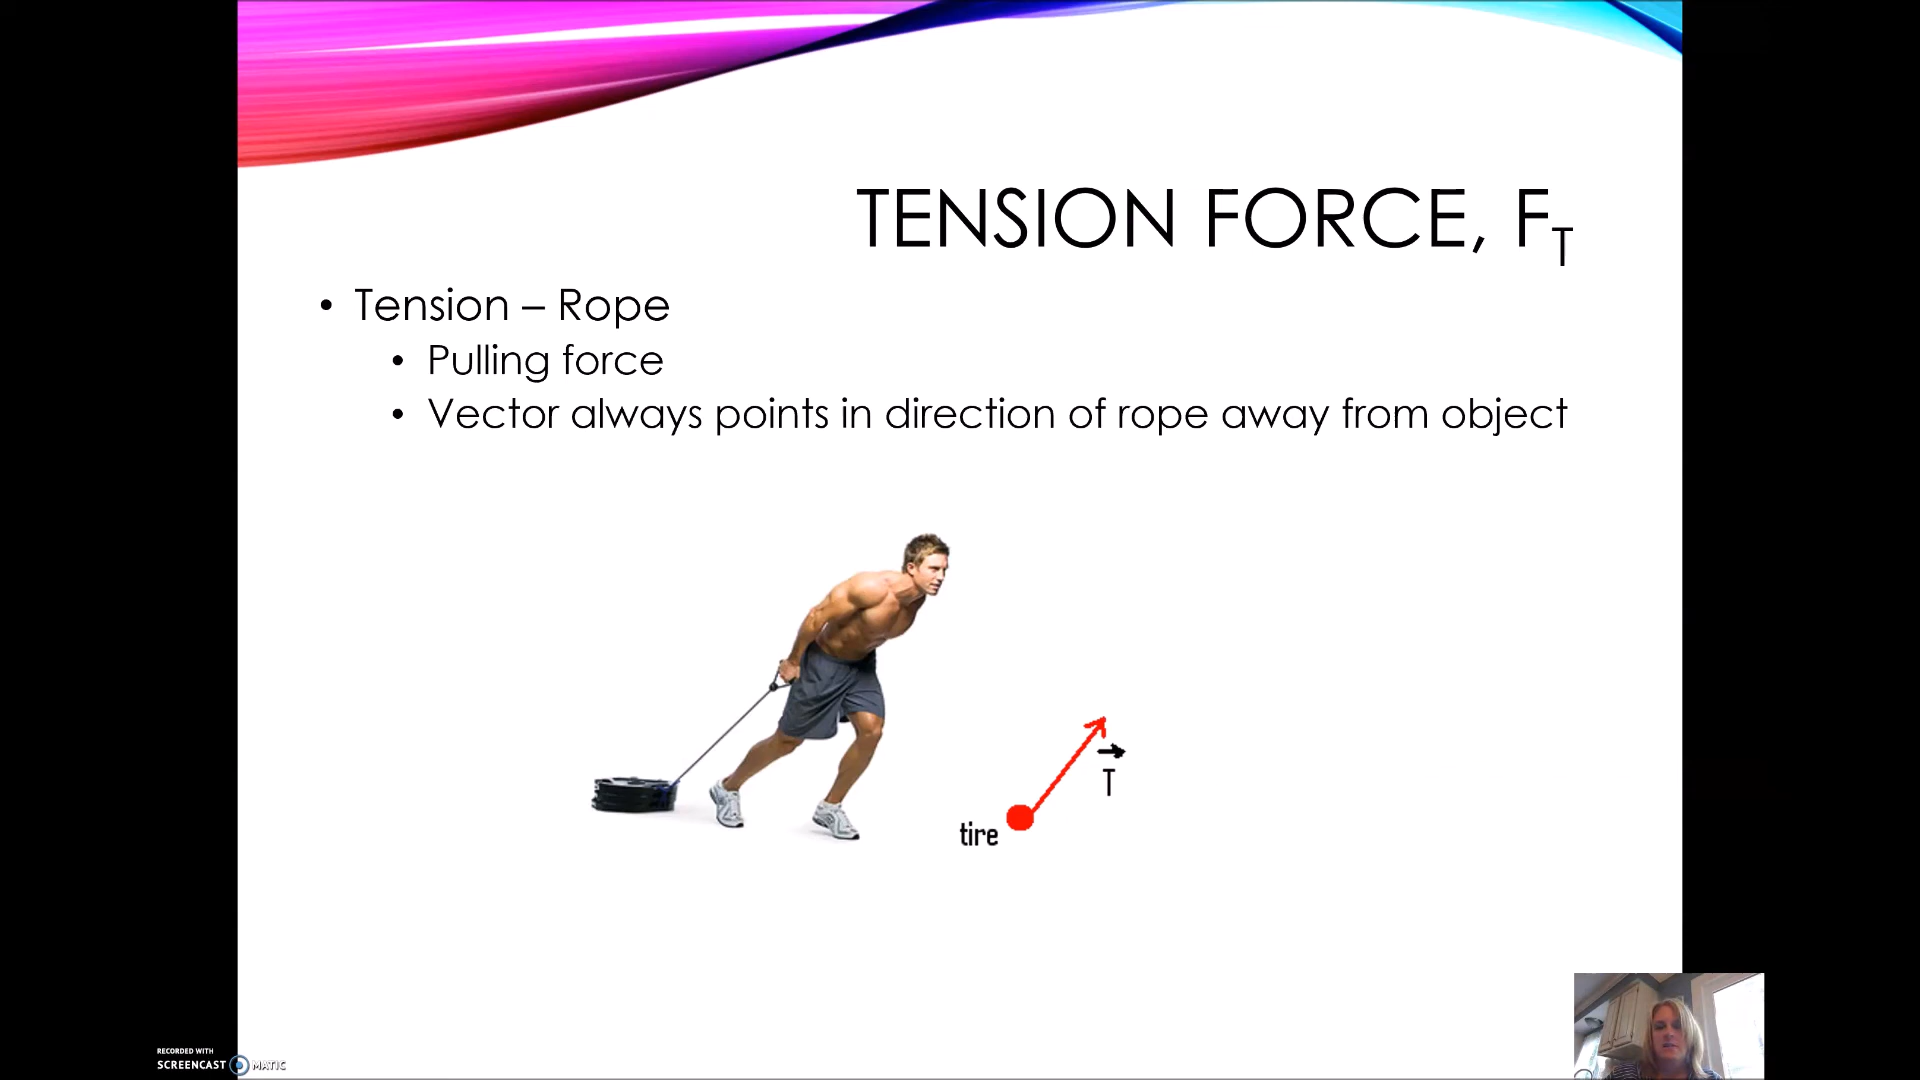 TENSION FORCE, F_T
• Tension – Rope
• Pulling force
• Vector always points in direction of rope away from object
T
tire
RECORDED WITH
SCREENCAST MATIC